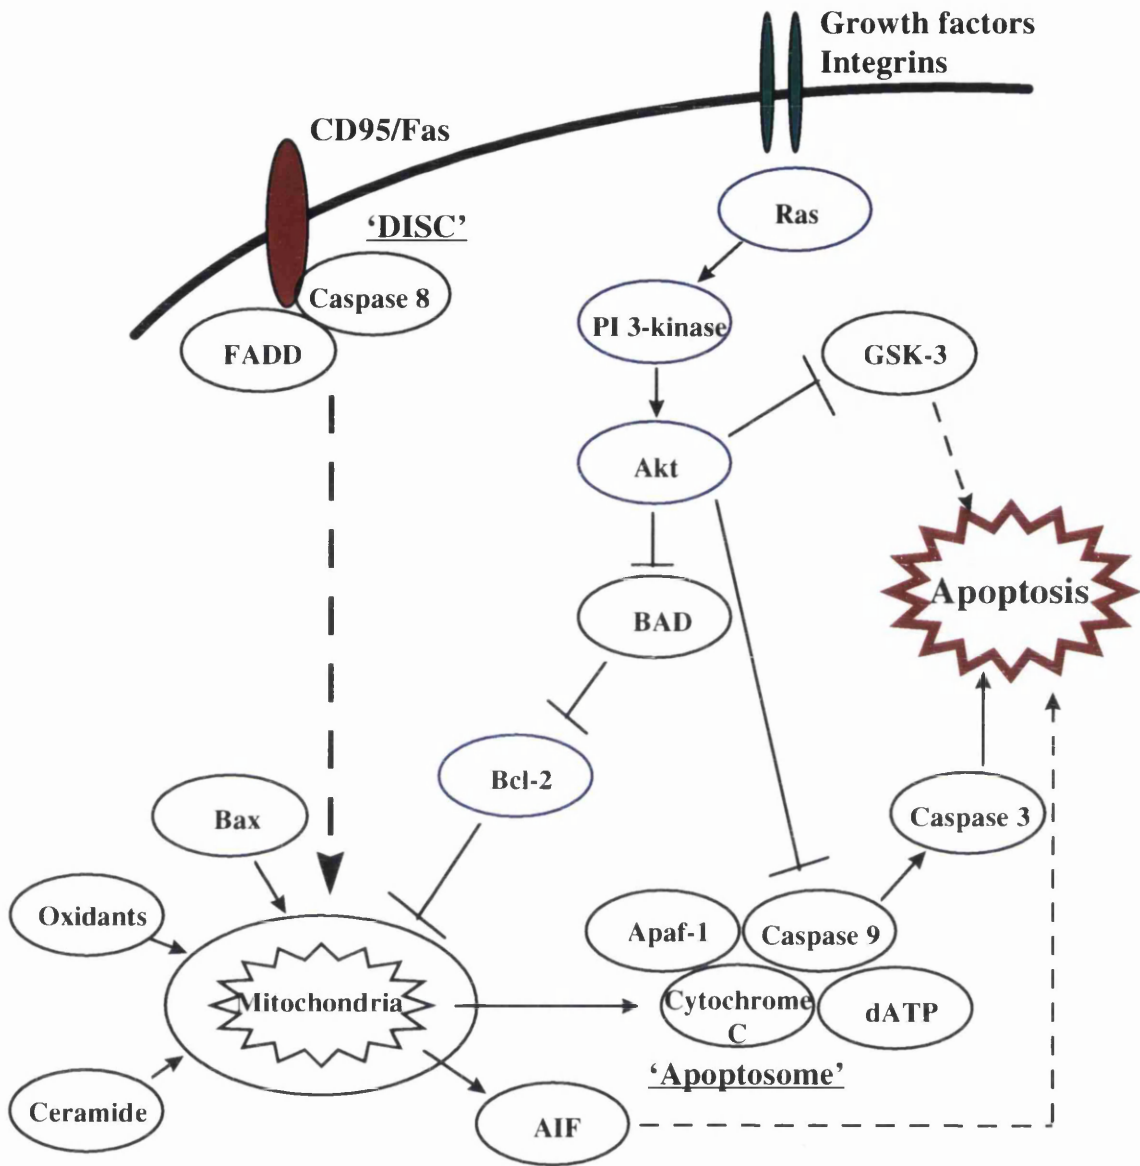 Growth factors
Integrins
CD95/Fas
Ras
‘DISC’
Caspase 8
PI 3-kinase
FADD
GSK-3
Akt
Apoptosis
BAD
Bcl-2
Bax
Caspase 3
Oxidants
Apaf-1
Caspase 9
Mitochondria
Cytochrome
C
dATP
‘Apoptosome’
Ceramide
AIF